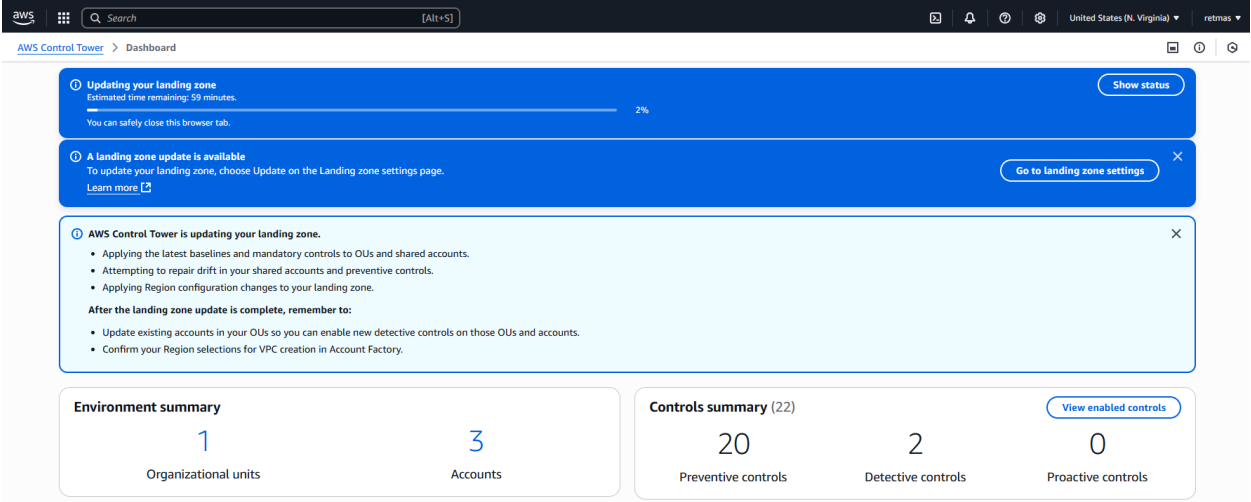 aws
Search [Alt+S]
United States (N. Virginia) ▼
retmas ▼
AWS Control Tower > Dashboard
Updating your landing zone
Estimated time remaining: 59 minutes.
2%
You can safely close this browser tab.
Show status
A landing zone update is available
To update your landing zone, choose Update on the Landing zone settings page.
Learn more
Go to landing zone settings
AWS Control Tower is updating your landing zone.
• Applying the latest baselines and mandatory controls to OUs and shared accounts.
• Attempting to repair drift in your shared accounts and preventive controls.
• Applying Region configuration changes to your landing zone.
After the landing zone update is complete, remember to:
• Update existing accounts in your OUs so you can enable new detective controls on those OUs and accounts.
• Confirm your Region selections for VPC creation in Account Factory.
Environment summary
1
Organizational units
3
Accounts
Controls summary (22)
View enabled controls
20
Preventive controls
2
Detective controls
0
Proactive controls